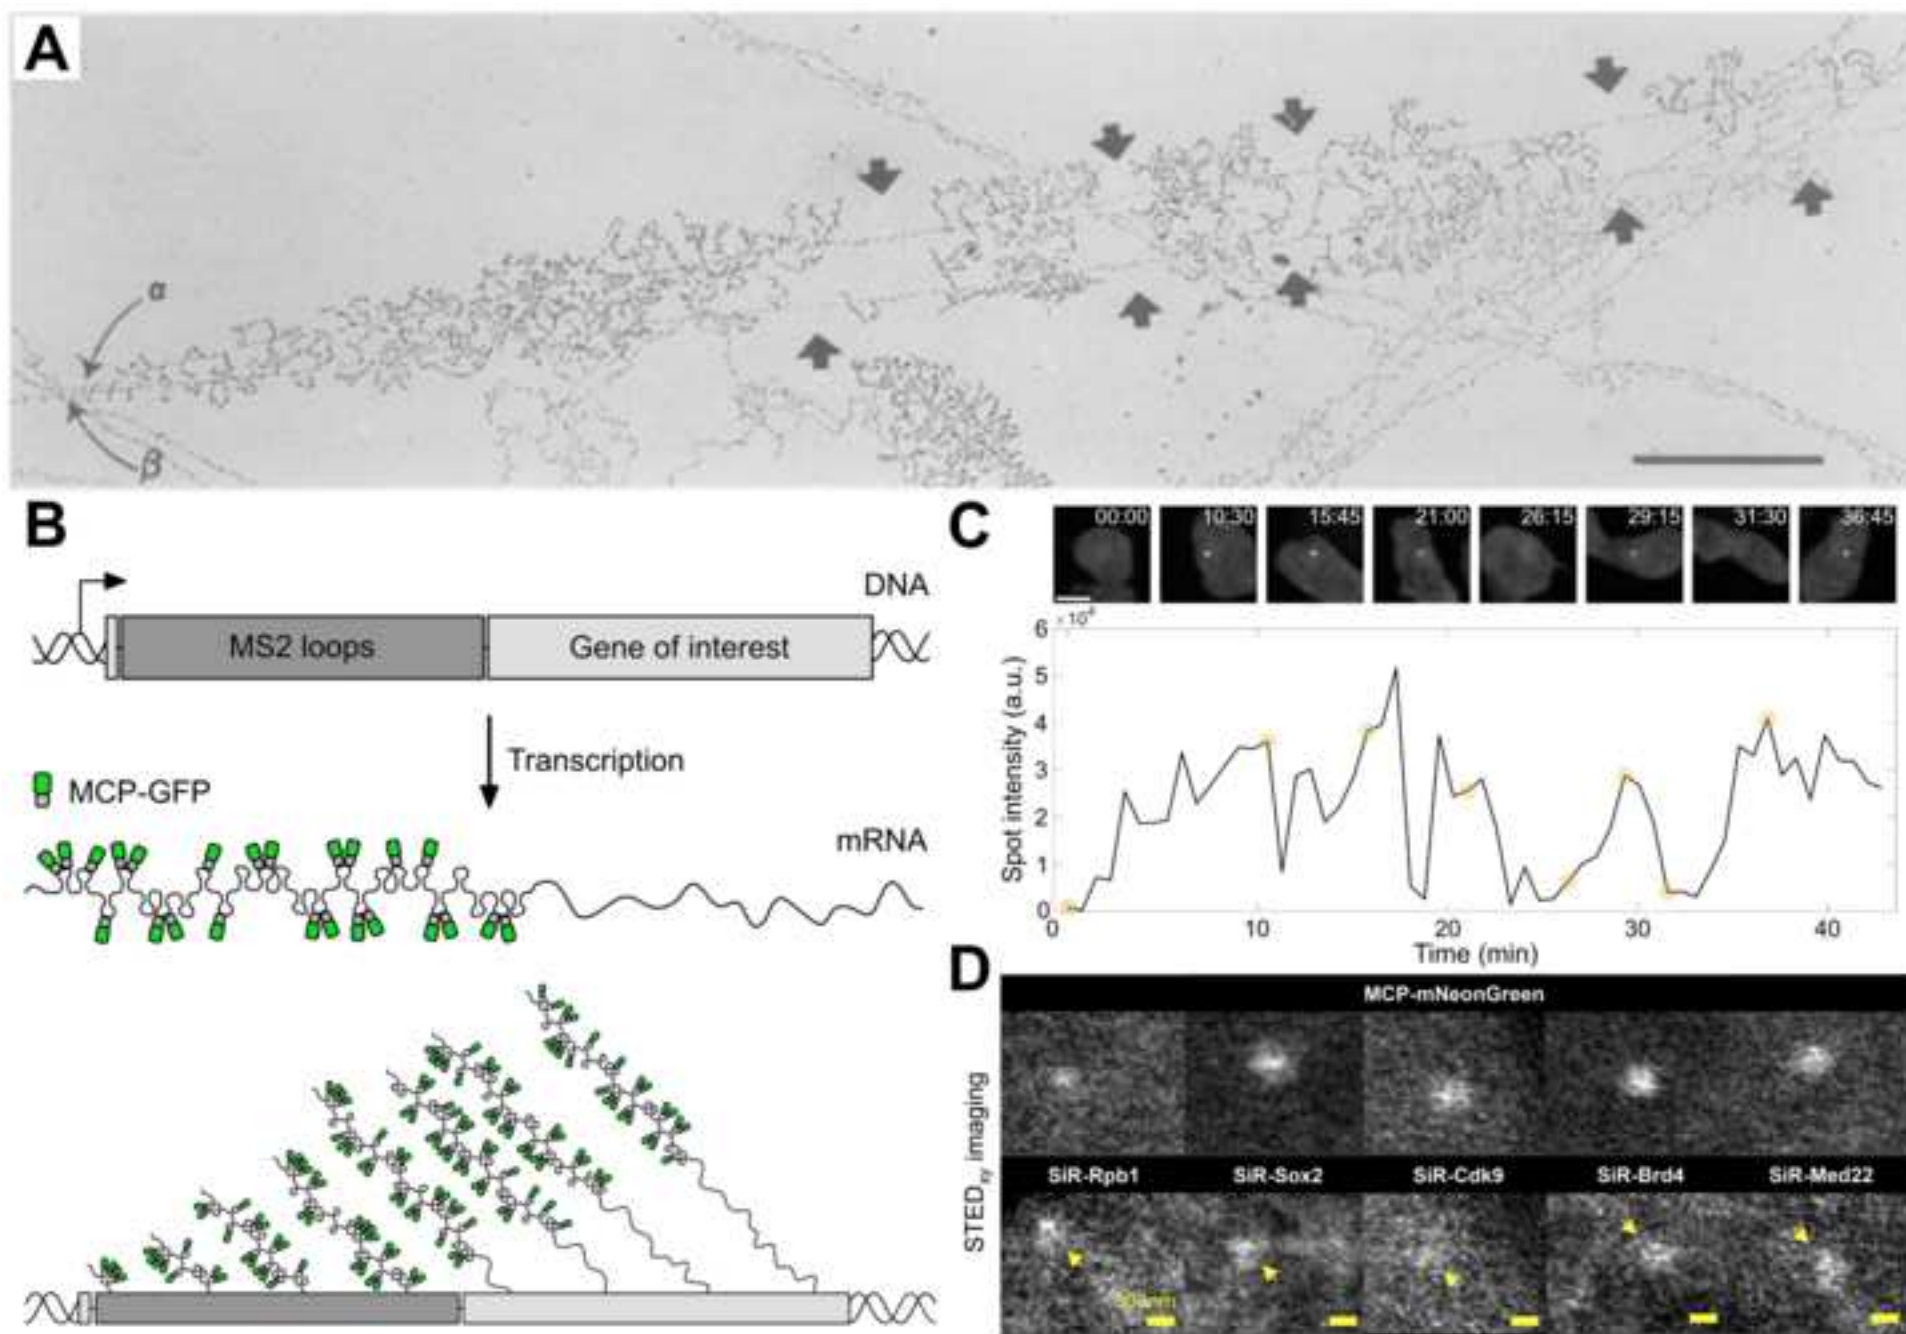 A
α
β
B
DNA
MS2 loops
Gene of interest
Transcription
MCP-GFP
mRNA
C
00:00
10:30
15:45
21:00
26:15
29:15
31:30
36:45
Spot intensity (a.u.)
6
5
4
3
2
1
0
0
10
20
30
40
Time (min)
D
MCP-mNeonGreen
STEDxy imaging
SiR-Rpb1
SiR-Sox2
SiR-Cdk9
SiR-Brd4
SiR-Med22